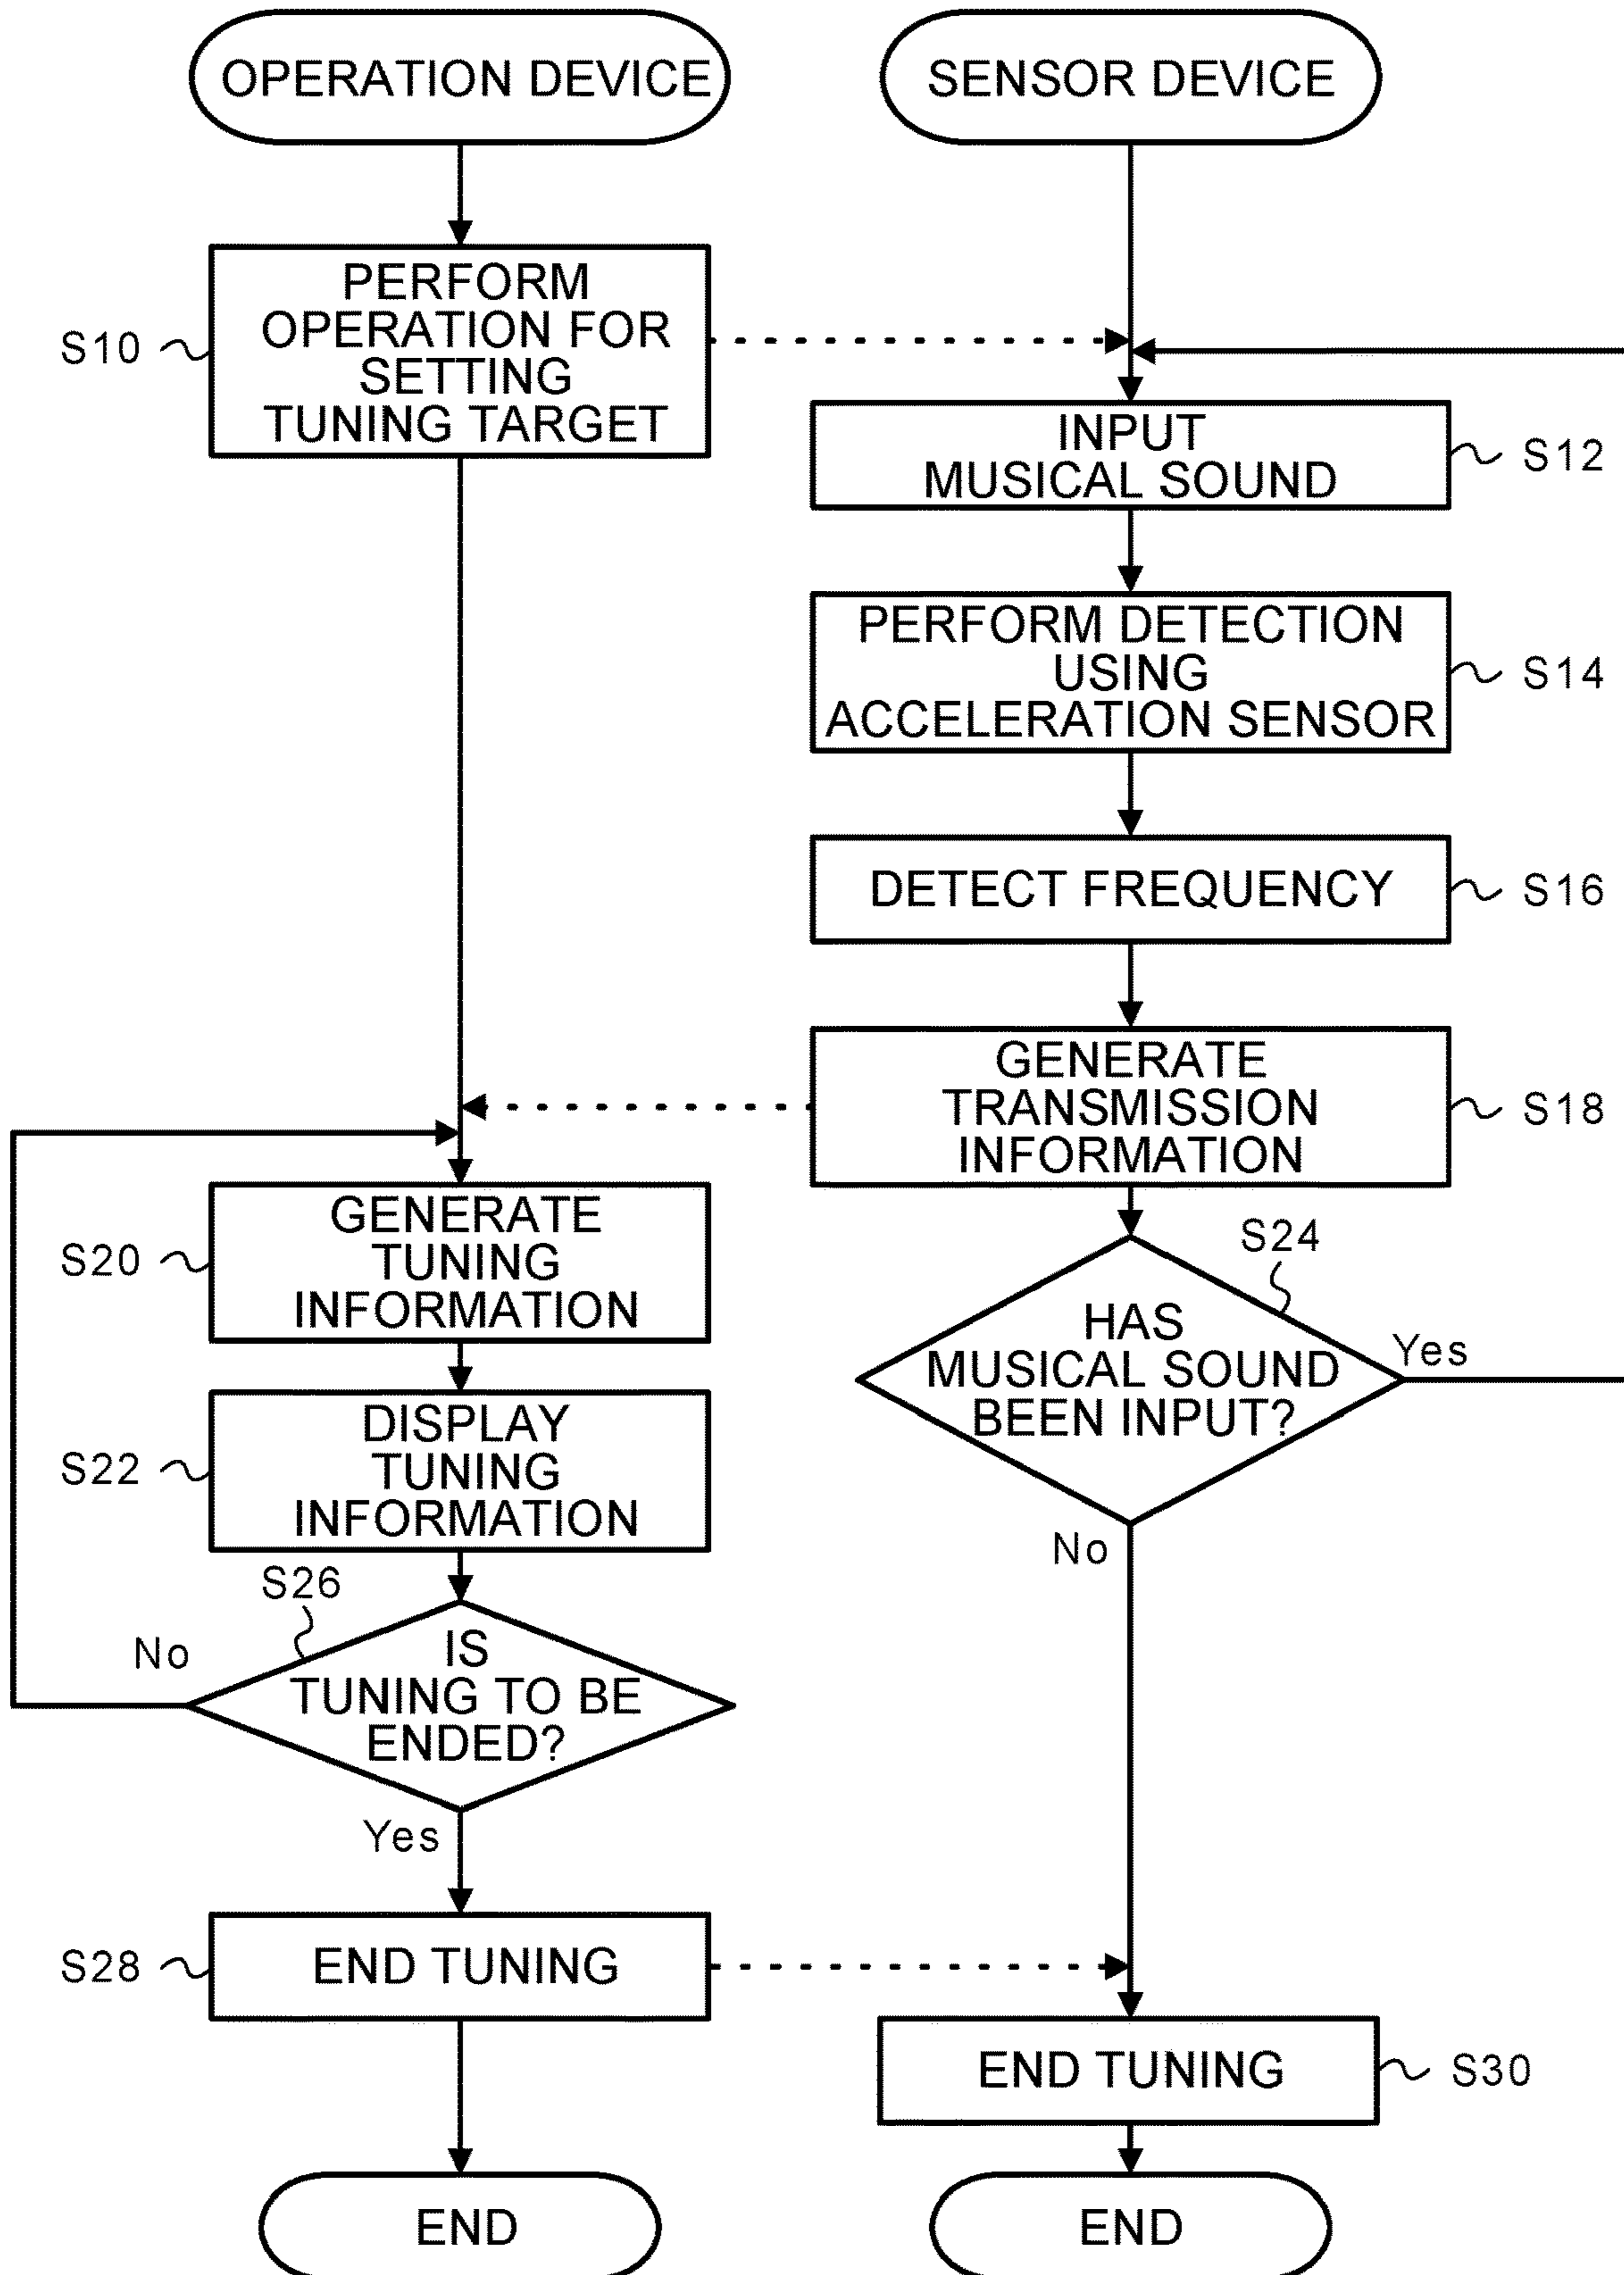 OPERATION DEVICE
SENSOR DEVICE
PERFORM
OPERATION FOR
SETTING
TUNING TARGET
S10
INPUT
MUSICAL SOUND
S12
PERFORM DETECTION
USING
ACCELERATION SENSOR
S14
DETECT FREQUENCY
S16
GENERATE
TRANSMISSION
INFORMATION
S18
GENERATE
TUNING
INFORMATION
S20
S24
HAS
MUSICAL SOUND
BEEN INPUT?
Yes
No
DISPLAY
TUNING
INFORMATION
S22
S26
IS
TUNING TO BE
ENDED?
No
Yes
END TUNING
S28
END TUNING
S30
END
END